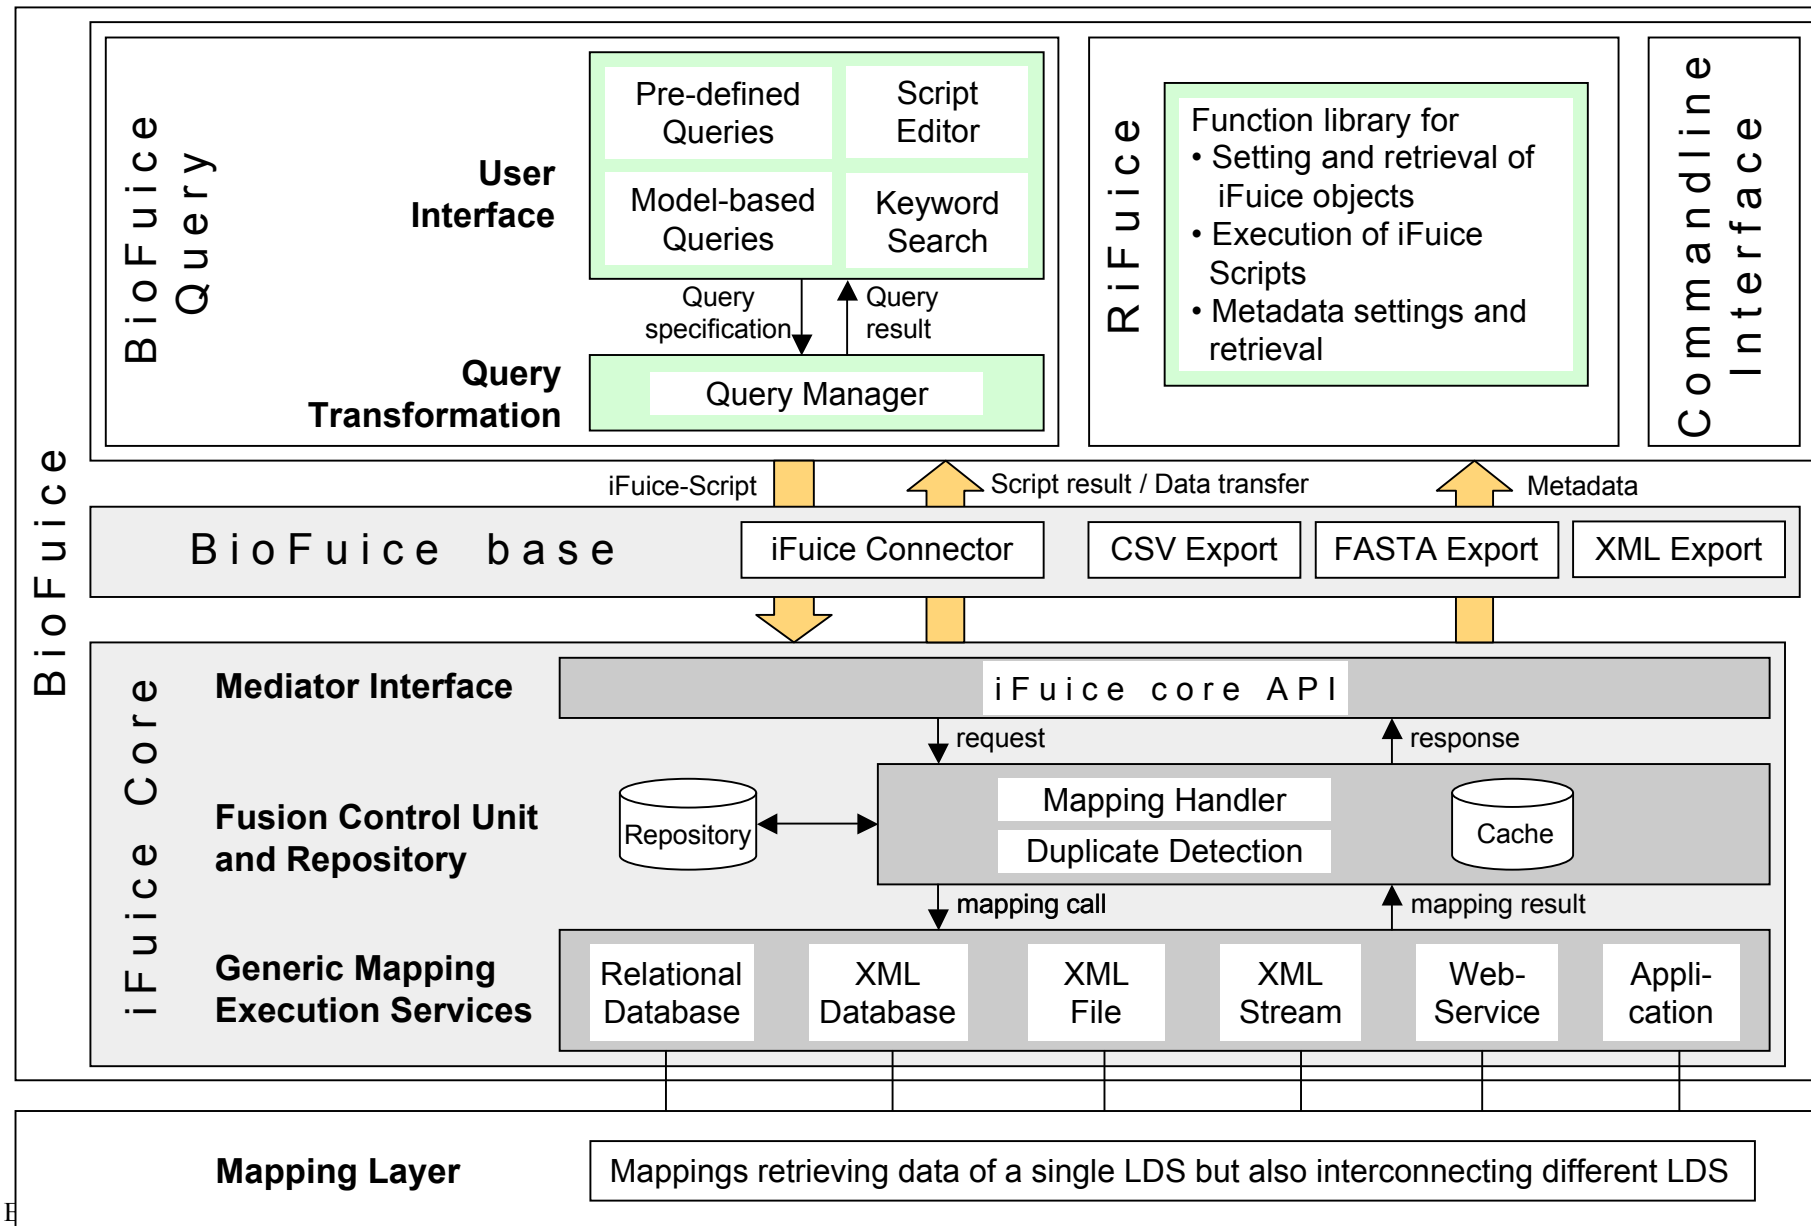 BioFuice
BioFuice
Query
User
Interface
Pre-defined
Queries
Script
Editor
Model-based
Queries
Keyword
Search
Query
specification
Query
result
Query
Transformation
Query Manager
RiFuice
Function library for
• Setting and retrieval of
iFuice objects
• Execution of iFuice
Scripts
• Metadata settings and
retrieval
Commandline
Interface
iFuice-Script
Script result / Data transfer
Metadata
BioFuice base
iFuice Connector
CSV Export
FASTA Export
XML Export
iFuice Core
Mediator Interface
iFuice core API
request
response
Fusion Control Unit
and Repository
Repository
Mapping Handler
Duplicate Detection
Cache
mapping call
mapping result
Generic Mapping
Execution Services
Relational
Database
XML
Database
XML
File
XML
Stream
Web-
Service
Appli-
cation
Mapping Layer
Mappings retrieving data of a single LDS but also interconnecting different LDS